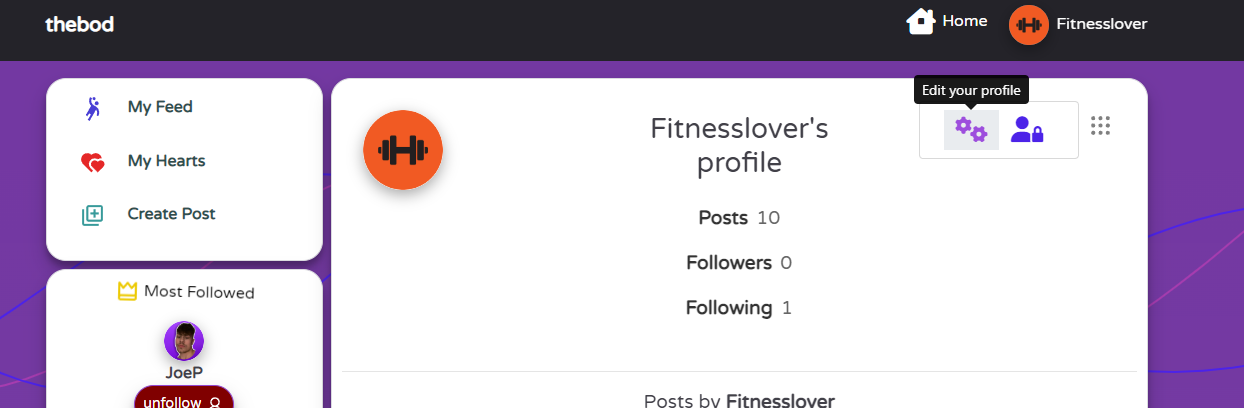 thebod
Home
Fitnesslover
My Feed
My Hearts
Create Post
Most Followed
JoeP
unfollow
Edit your profile
Fitnesslover's
profile
Posts 10
Followers 0
Following 1
Posts by Fitnesslover